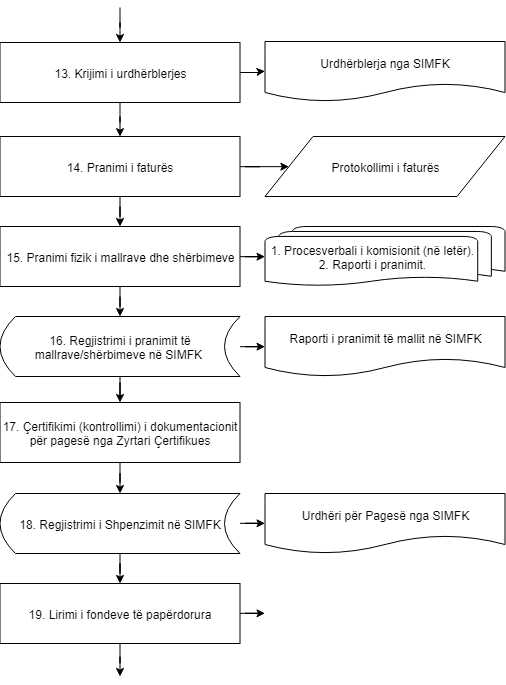 13. Krijimi i urdhërblerjes
Urdhërblerja nga SIMFK
14. Pranimi i faturës
Protokollimi i faturës
15. Pranimi fizik i mallrave dhe shërbimeve
1. Procesverbali i komisionit (në letër).
2. Raporti i pranimit.
16. Regjistrimi i pranimit të
mallrave/shërbimeve në SIMFK
Raporti i pranimit të mallit në SIMFK
17. Çertifikimi (kontrollimi) i dokumentacionit
për pagesë nga Zyrtari Çertifikues
18. Regjistrimi i Shpenzimit në SIMFK
Urdhëri për Pagesë nga SIMFK
19. Lirimi i fondeve të papërdorura